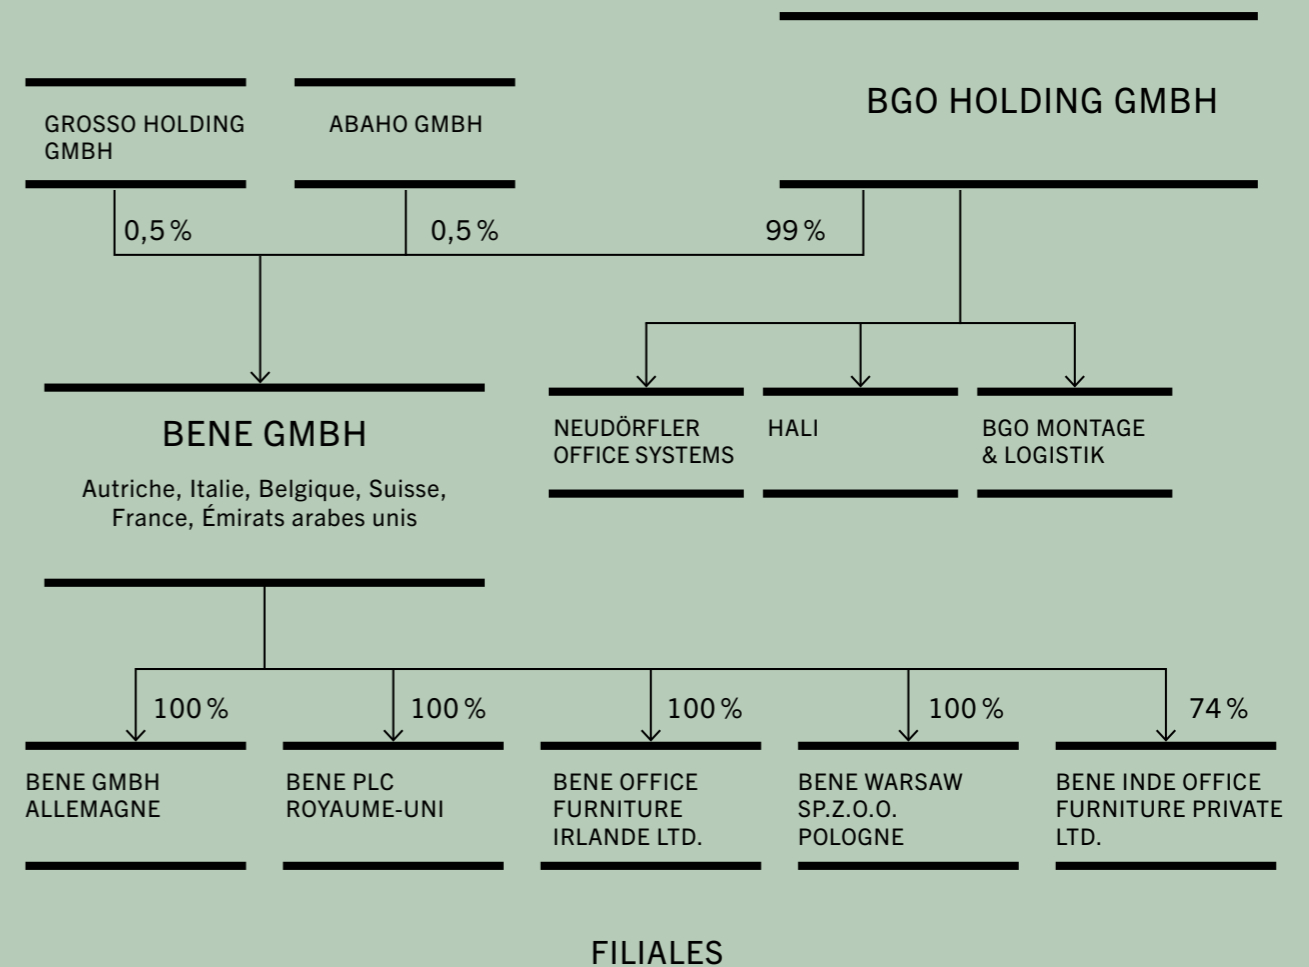 BGO HOLDING GMBH
GROSSO HOLDING
GMBH
ABAHO GMBH
0,5 %
0,5 %
99 %
BENE GMBH
Autriche, Italie, Belgique, Suisse,
France, Émirats arabes unis
NEUDÖRFLER
OFFICE SYSTEMS
HALI
BGO MONTAGE
& LOGISTIK
100 %
100 %
100 %
100 %
74 %
BENE GMBH
ALLEMAGNE
BENE PLC
ROYAUME-UNI
BENE OFFICE
FURNITURE
IRLANDE LTD.
BENE WARSAW
SP.Z.O.O.
POLOGNE
BENE INDE OFFICE
FURNITURE PRIVATE
LTD.
FILIALES